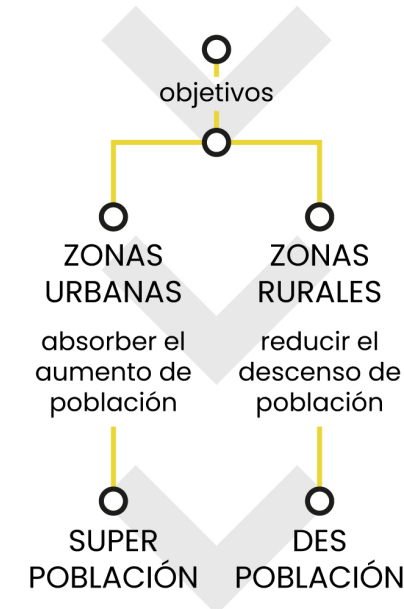 objetivos
ZONAS
URBANAS
absorber el
aumento de
población
SUPER
POBLACIÓN
ZONAS
RURALES
reducir el
descenso de
población
DES
POBLACIÓN